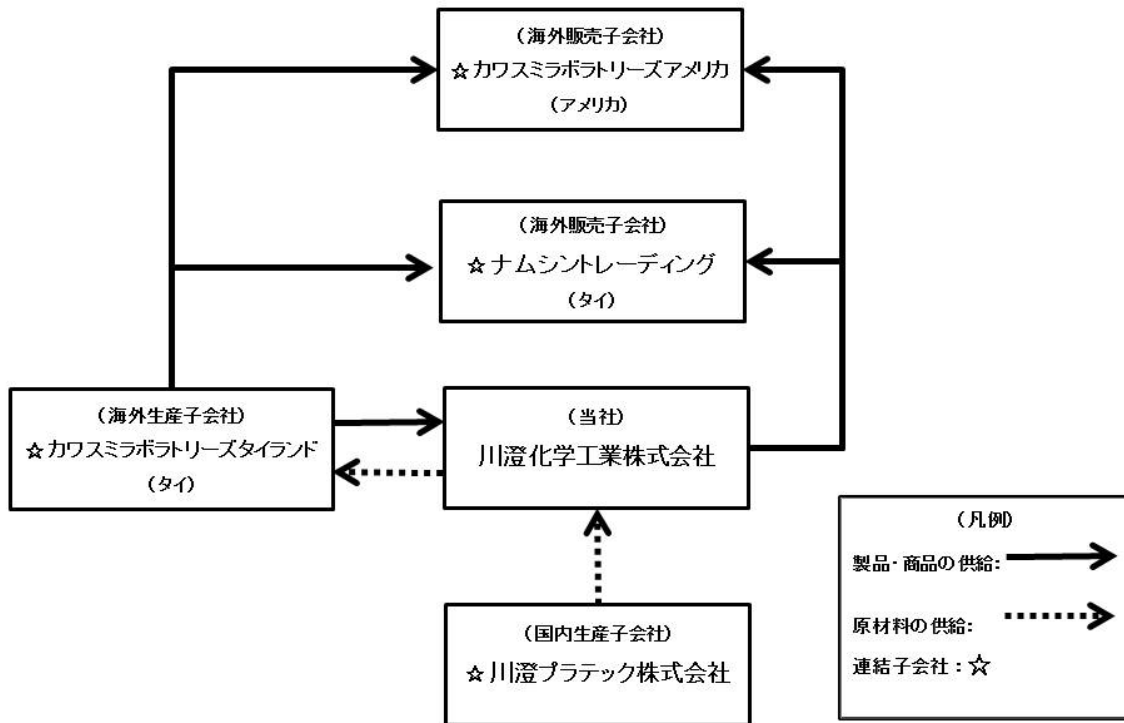 (海外販売子会社)
☆カワスミラボラトリーズアメリカ
(アメリカ)
(海外販売子会社)
☆ナムシントレーディング
(タイ)
(海外生産子会社)
☆カワスミラボラトリーズタイランド
(タイ)
(当社)
川澄化学工業株式会社
(国内生産子会社)
☆川澄プラテック株式会社
(凡例)
製品・商品の供給:
原材料の供給:
連結子会社:☆